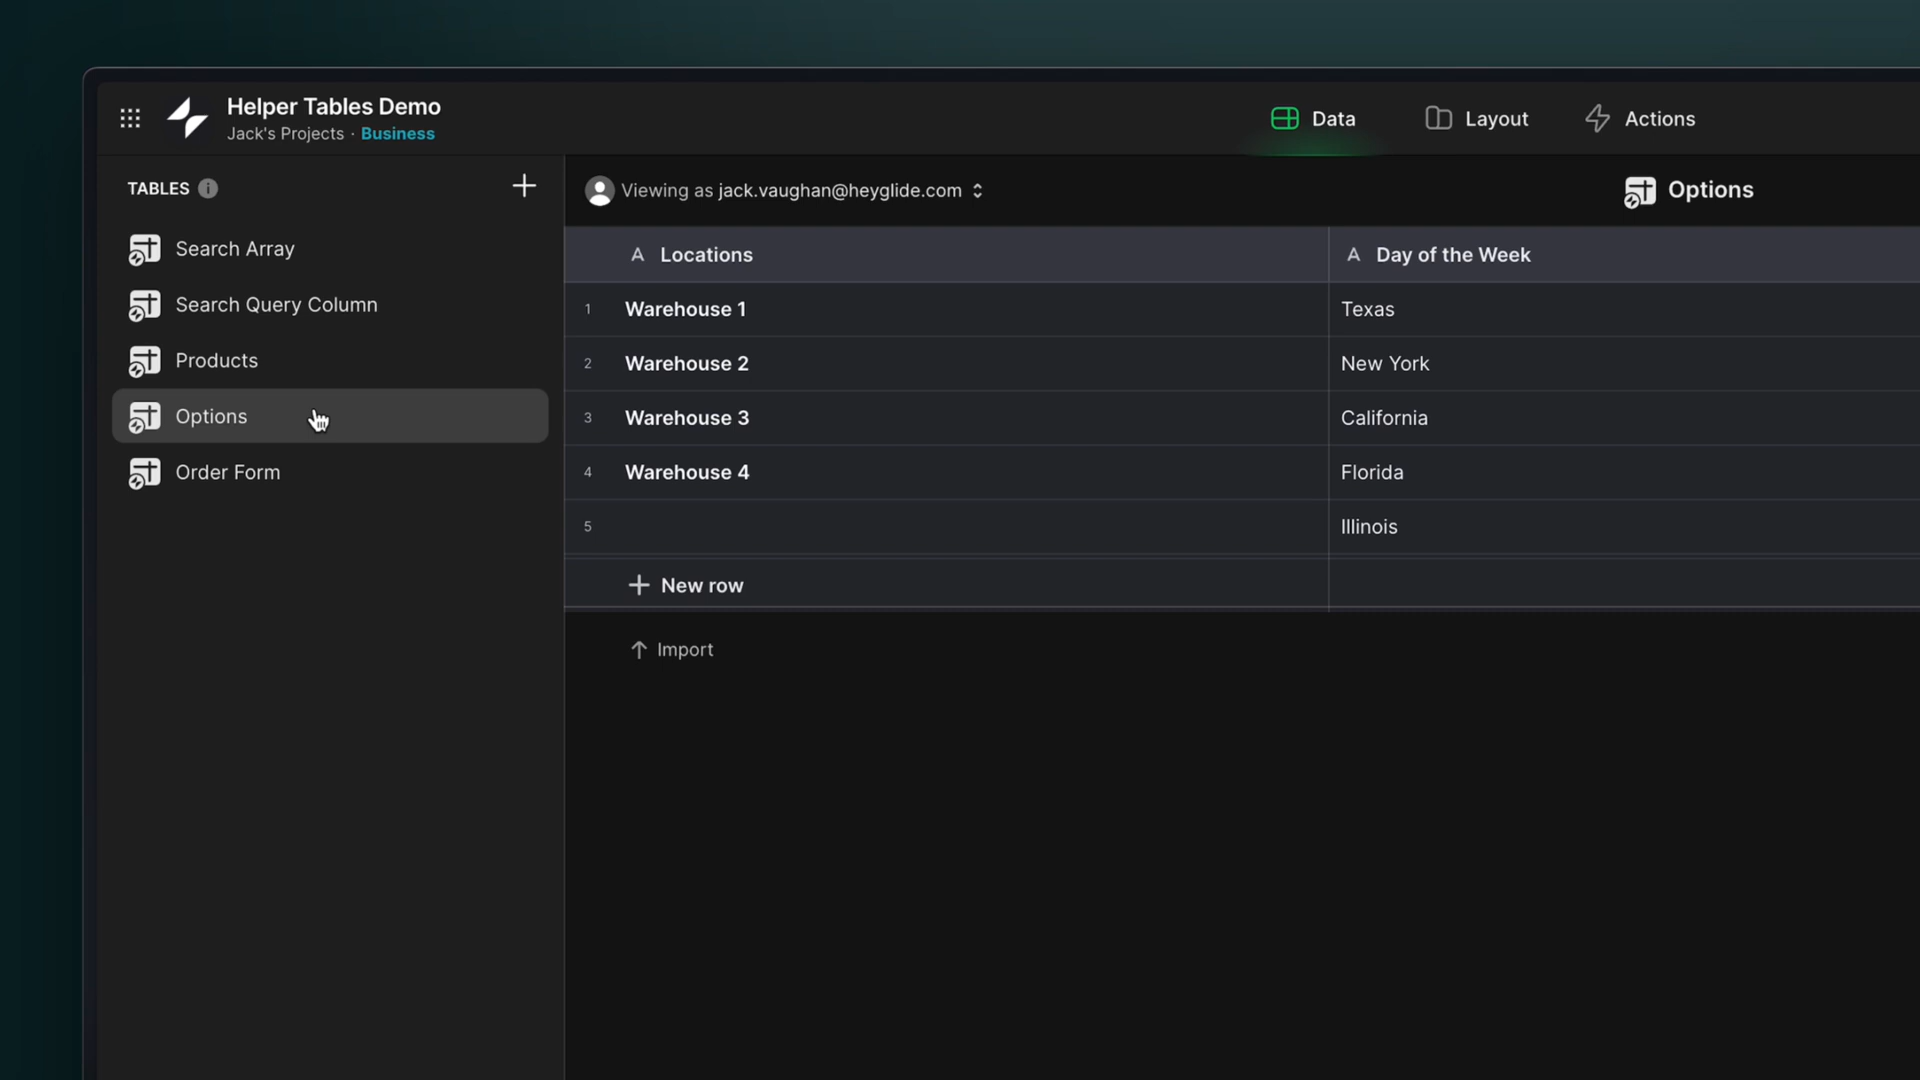 Helper Tables Demo
Jack's Projects · Business
Data
Layout
Actions
TABLES
Search Array
Search Query Column
Products
Options
Order Form
Viewing as jack.vaughan@heyglide.com
Options
A Locations
A Day of the Week
1 Warehouse 1 Texas
2 Warehouse 2 New York
3 Warehouse 3 California
4 Warehouse 4 Florida
5 Illinois
New row
Import